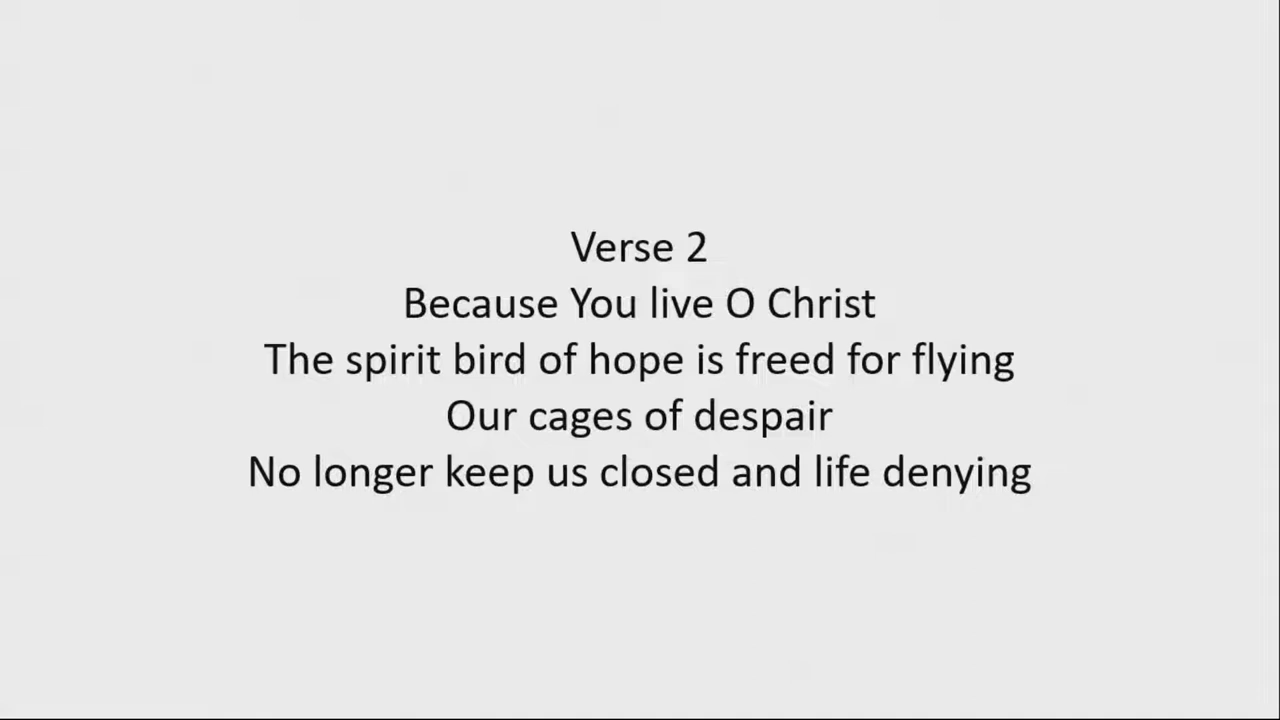 Verse 2
Because You live O Christ
The spirit bird of hope is freed for flying
Our cages of despair
No longer keep us closed and life denying